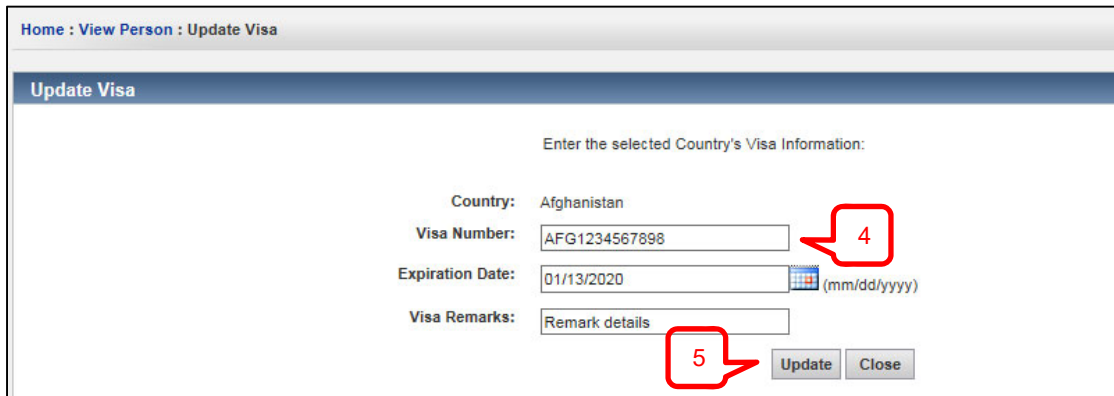 Home : View Person : Update Visa
Update Visa
Enter the selected Country's Visa Information:
Country: Afghanistan
Visa Number: AFG1234567898 4
Expiration Date: 01/13/2020 (mm/dd/yyyy)
Visa Remarks: Remark details
5 Update Close